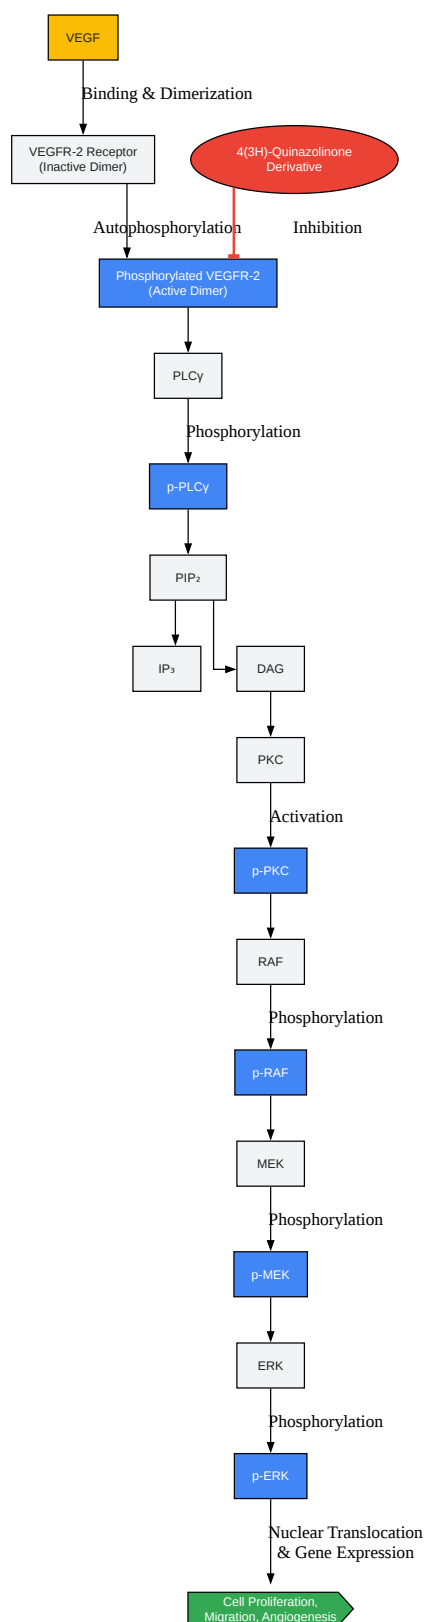 VEGF
Binding & Dimerization
VEGFR-2 Receptor
(Inactive Dimer)
4(3H)-Quinazolinone
Derivative
Autophosphorylation
Inhibition
Phosphorylated VEGFR-2
(Active Dimer)
PLCγ
Phosphorylation
p-PLCγ
PIP₂
IP₃
DAG
PKC
Activation
p-PKC
RAF
Phosphorylation
p-RAF
MEK
Phosphorylation
p-MEK
ERK
Phosphorylation
p-ERK
Nuclear Translocation
& Gene Expression
Cell Proliferation,
Migration, Angiogenesis